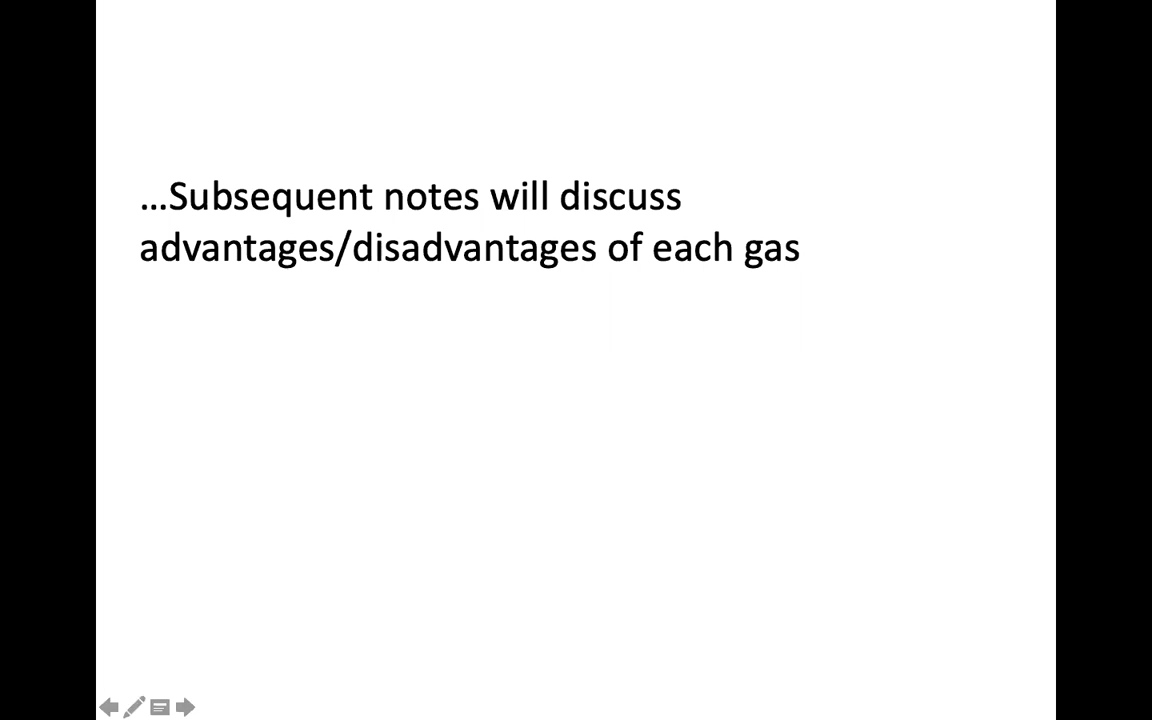 …Subsequent notes will discuss
advantages/disadvantages of each gas